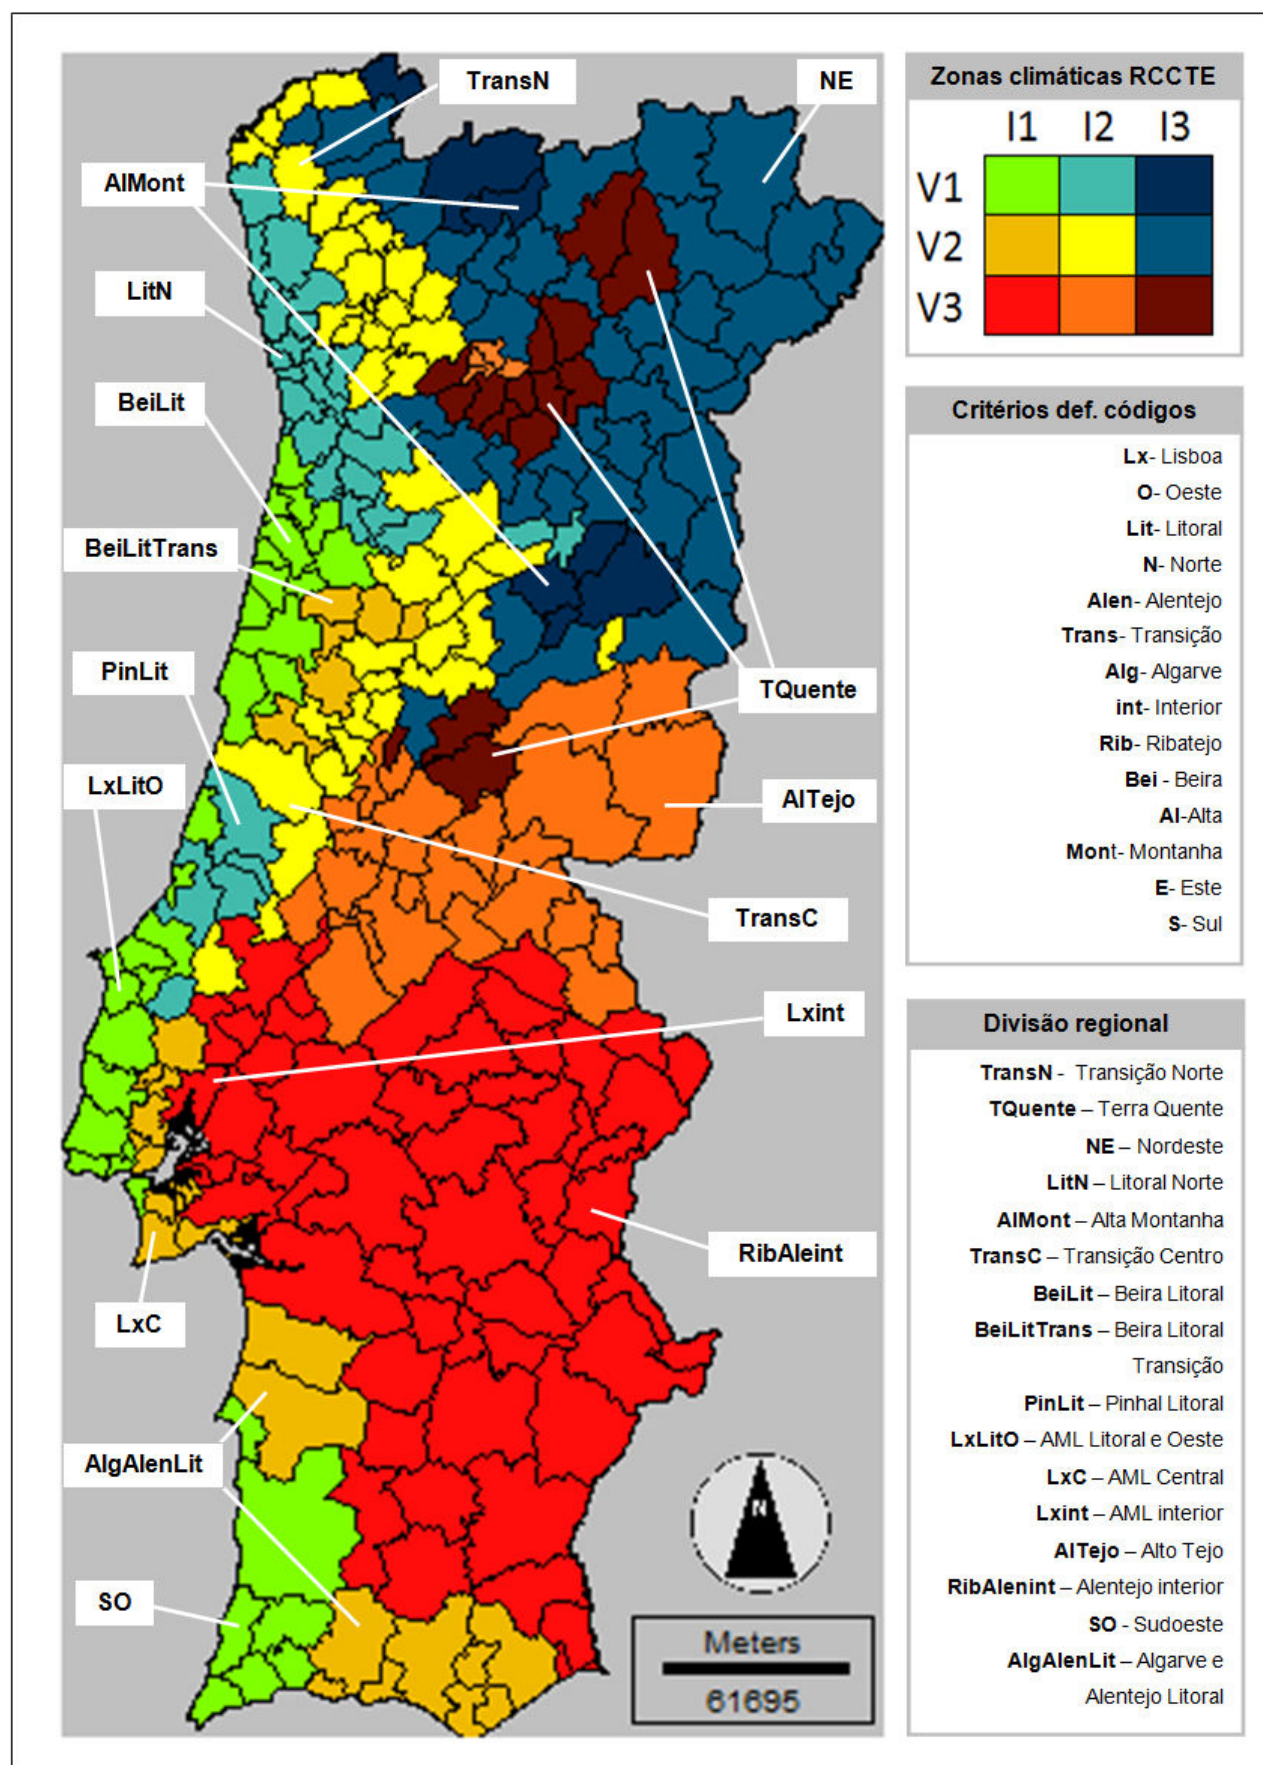 TransN
NE
AlMont
LitN
BeiLit
BeiLitTrans
PinLit
TQuente
LxLitO
AlTejo
TransC
Lxint
RibAleint
LxC
AlgAlenLit
SO
N
Meters
61695
Zonas climáticas RCCTE
I1 I2 I3
V1
V2
V3
Critérios def. códigos
Lx- Lisboa
O- Oeste
Lit- Litoral
N- Norte
Alen- Alentejo
Trans- Transição
Alg- Algarve
int- Interior
Rib- Ribatejo
Bei - Beira
Al-Alta
Mont- Montanha
E- Este
S- Sul
Divisão regional
TransN - Transição Norte
TQuente – Terra Quente
NE – Nordeste
LitN – Litoral Norte
AlMont – Alta Montanha
TransC – Transição Centro
BeiLit – Beira Litoral
BeiLitTrans – Beira Litoral
Transição
PinLit – Pinhal Litoral
LxLitO – AML Litoral e Oeste
LxC – AML Central
Lxint – AML interior
AlTejo – Alto Tejo
RibAlenint – Alentejo interior
SO - Sudoeste
AlgAlenLit – Algarve e
Alentejo Litoral